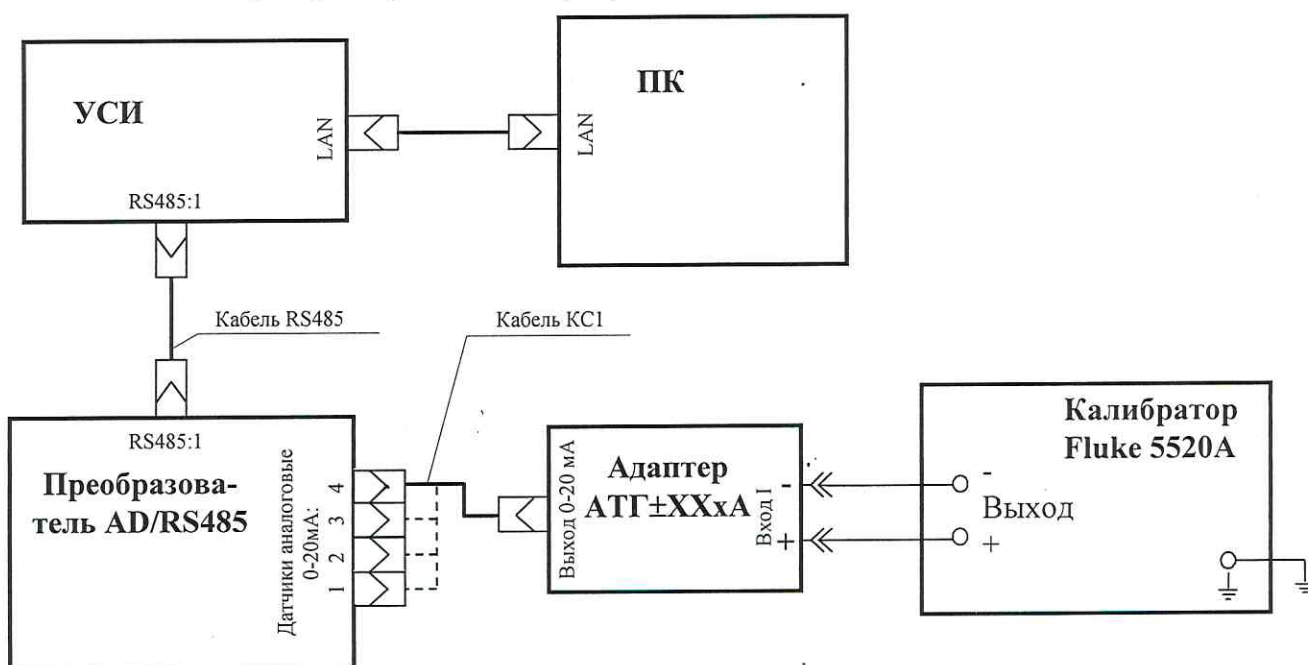 УСИ
LAN
RS485:1
ПК
LAN
Кабель RS485
Кабель КС1
RS485:1
Преобразова-
тель AD/RS485
Датчики аналоговые
0-20мА:
4
3
2
1
Выход 0-20 мА
Адаптер
АТГ±ХХхА
Вход I
-
+
Калибратор
Fluke 5520A
-
Выход
+